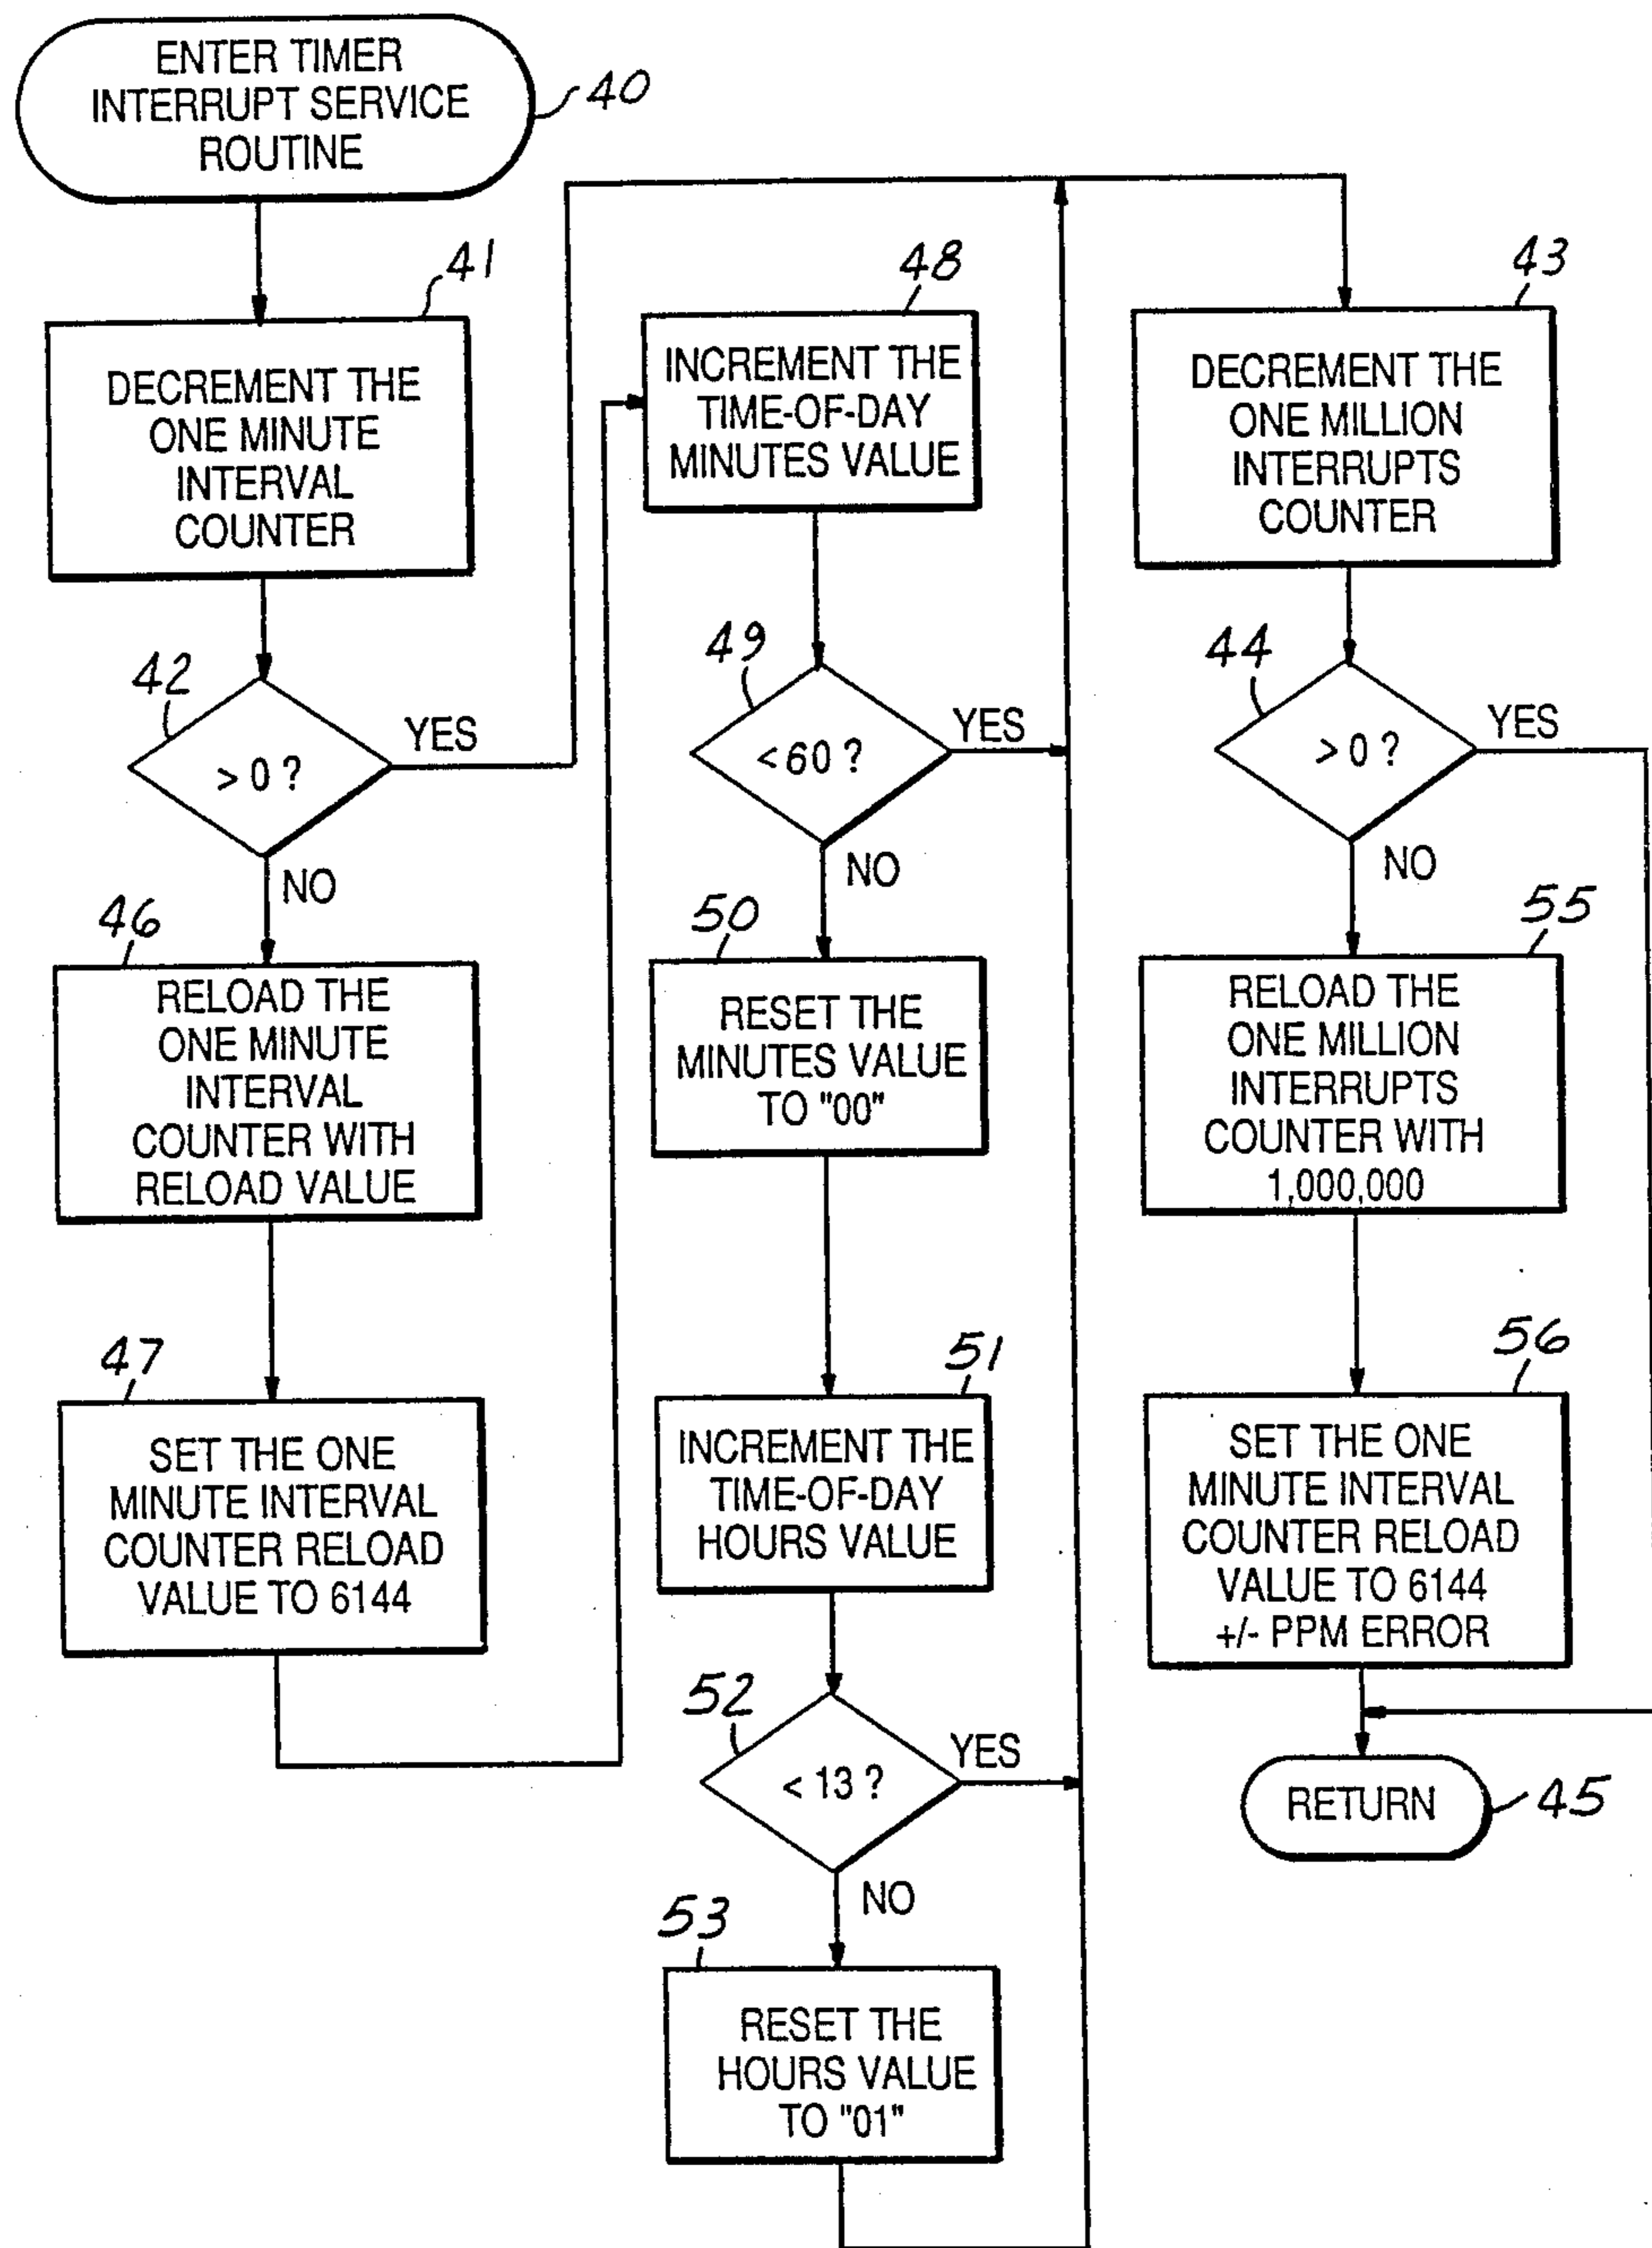 ENTER TIMER
INTERRUPT SERVICE
ROUTINE
40
41
DECREMENT THE
ONE MINUTE
INTERVAL
COUNTER
42
> 0 ?
YES
NO
46
RELOAD THE
ONE MINUTE
INTERVAL
COUNTER WITH
RELOAD VALUE
47
SET THE ONE
MINUTE INTERVAL
COUNTER RELOAD
VALUE TO 6144
48
INCREMENT THE
TIME-OF-DAY
MINUTES VALUE
49
< 60 ?
YES
NO
50
RESET THE
MINUTES VALUE
TO "00"
51
INCREMENT THE
TIME-OF-DAY
HOURS VALUE
52
< 13 ?
YES
NO
53
RESET THE
HOURS VALUE
TO "01"
43
DECREMENT THE
ONE MILLION
INTERRUPTS
COUNTER
44
> 0 ?
YES
NO
55
RELOAD THE
ONE MILLION
INTERRUPTS
COUNTER WITH
1,000,000
56
SET THE ONE
MINUTE INTERVAL
COUNTER RELOAD
VALUE TO 6144
+/- PPM ERROR
RETURN
45